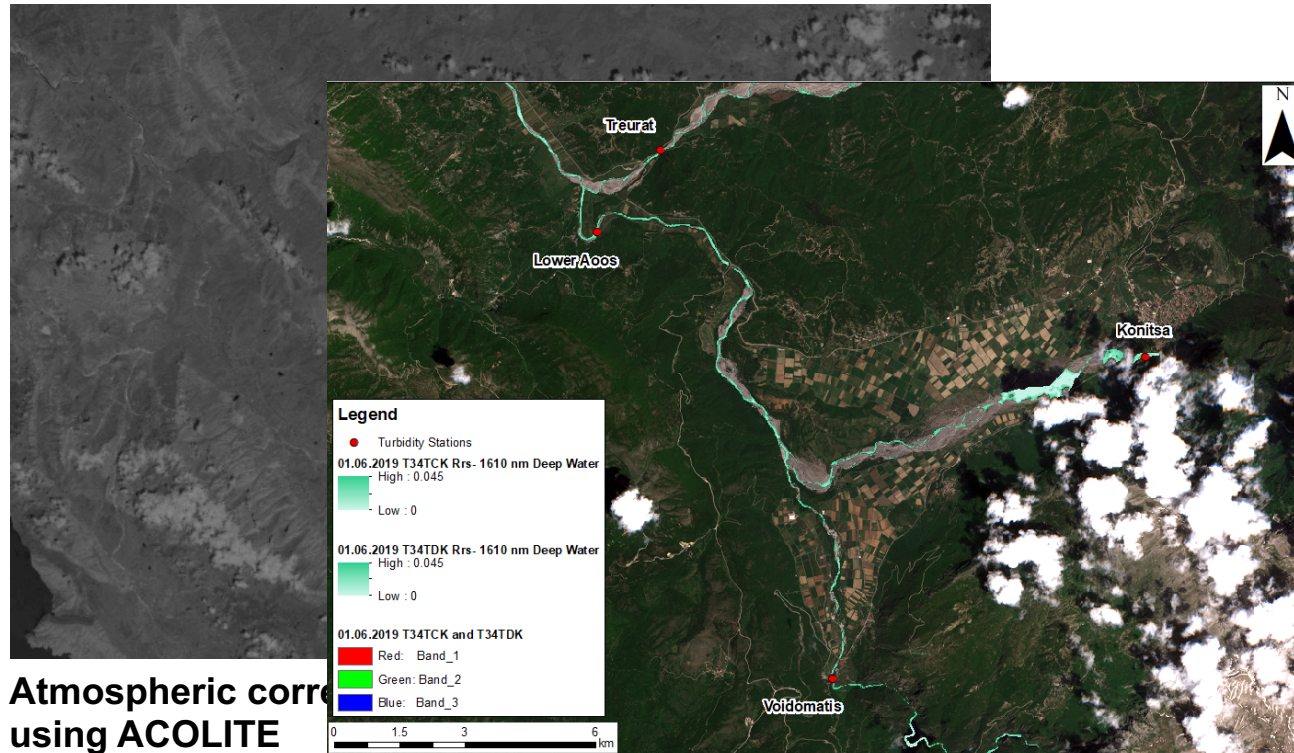 N
Treurat
Lower Aoos
Konitsa
Legend
Turbidity Stations
01.06.2019 T34TCK Rrs- 1610 nm Deep Water
High : 0.045
Low : 0
01.06.2019 T34TDK Rrs- 1610 nm Deep Water
High : 0.045
Low : 0
01.06.2019 T34TCK and T34TDK
Red: Band_1
Green: Band_2
Blue: Band_3
Voidomatis
0 1.5 3 6
km
Atmospheric corre
using ACOLITE